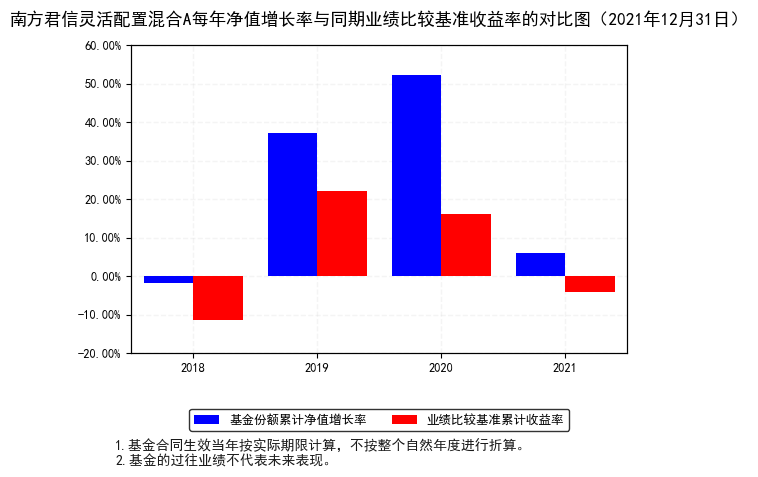 南方君信灵活配置混合A每年净值增长率与同期业绩比较基准收益率的对比图（2021年12月31日）
60.00%
50.00%
40.00%
30.00%
20.00%
10.00%
0.00%
-10.00%
-20.00%
2018 2019 2020 2021
基金份额累计净值增长率 业绩比较基准累计收益率
1.基金合同生效当年按实际期限计算，不按整个自然年度进行折算。
2.基金的过往业绩不代表未来表现。